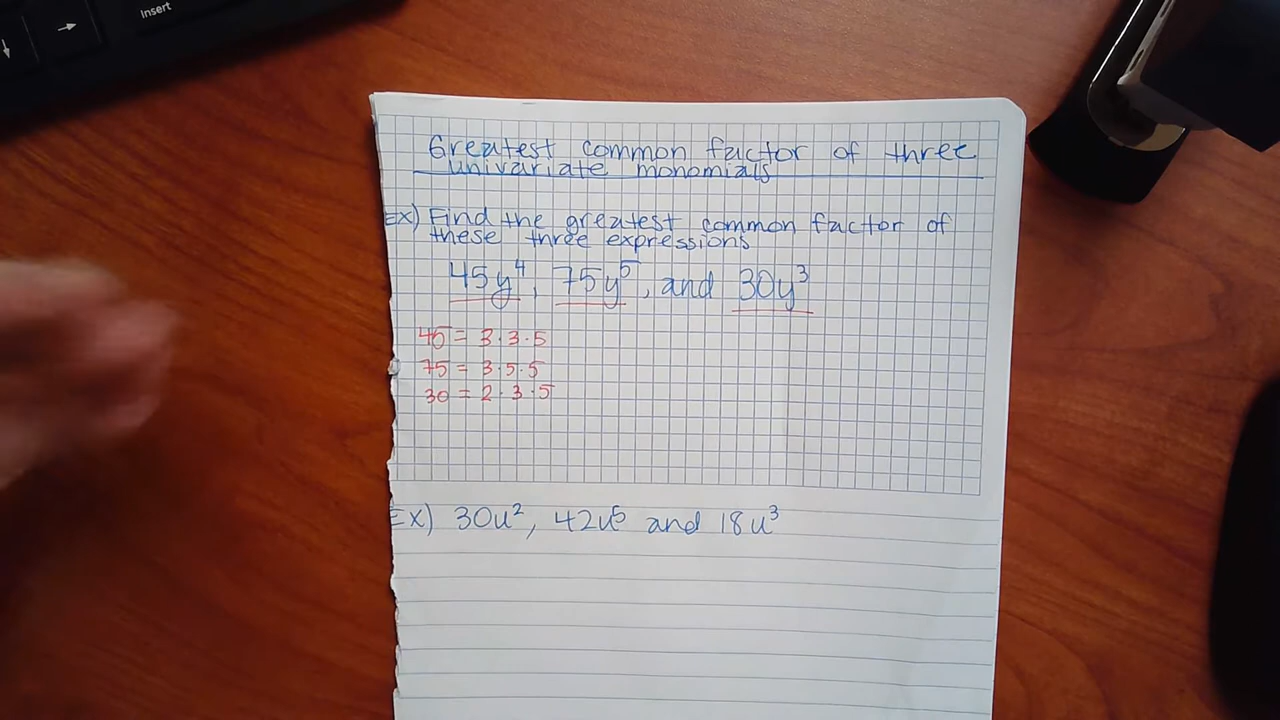 Insert
↓ →
Greatest common factor of three
univariate monomials
Ex) Find the greatest common factor of
these three expressions
45y⁴, 75y⁵, and 30y³
45 = 3·3·5
75 = 3·5·5
30 = 2·3·5
Ex) 30u², 42u⁵ and 18u³